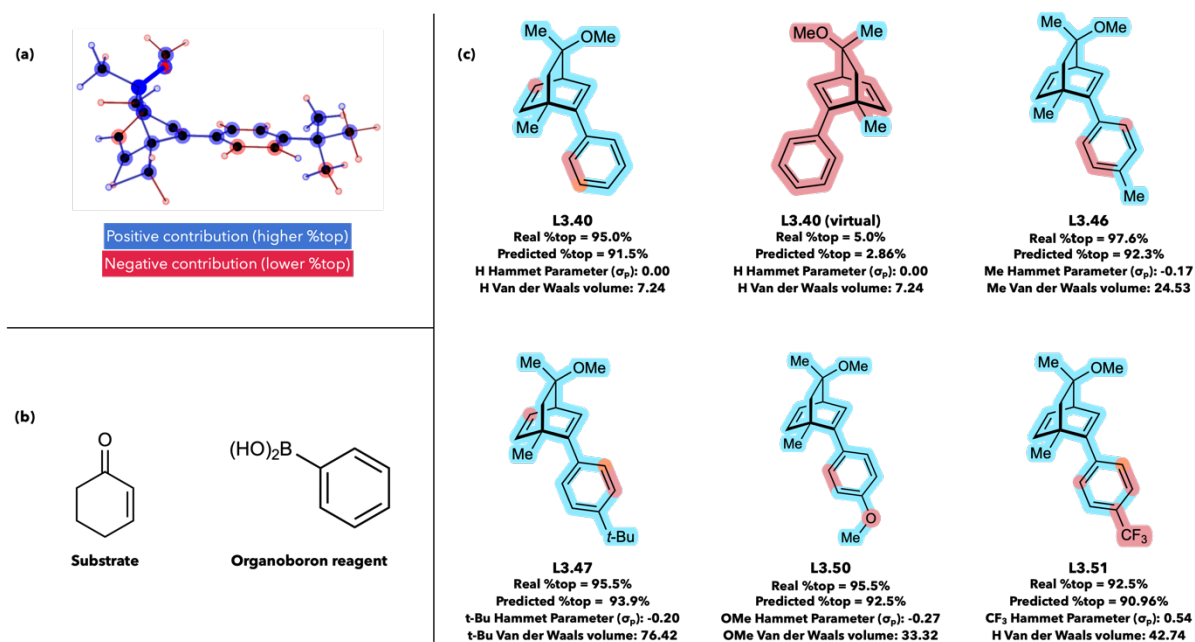 (a)
Positive contribution (higher %top)
Negative contribution (lower %top)
(b)
O
Substrate
(HO)₂B
Organoboron reagent
(c)
Me
OMe
Me
L3.40
Real %top = 95.0%
Predicted %top = 91.5%
H Hammet Parameter (σₚ): 0.00
H Van der Waals volume: 7.24
MeO
Me
Me
L3.40 (virtual)
Real %top = 5.0%
Predicted %top = 2.86%
H Hammet Parameter (σₚ): 0.00
H Van der Waals volume: 7.24
Me
OMe
Me
Me
L3.46
Real %top = 97.6%
Predicted %top = 92.3%
Me Hammet Parameter (σₚ): -0.17
Me Van der Waals volume: 24.53
Me
OMe
Me
t-Bu
L3.47
Real %top = 95.5%
Predicted %top = 93.9%
t-Bu Hammet Parameter (σₚ): -0.20
t-Bu Van der Waals volume: 76.42
Me
OMe
Me
O
Me
L3.50
Real %top = 95.5%
Predicted %top = 92.5%
OMe Hammet Parameter (σₚ): -0.27
OMe Van der Waals volume: 33.32
Me
OMe
Me
CF₃
L3.51
Real %top = 92.5%
Predicted %top = 90.96%
CF₃ Hammet Parameter (σₚ): 0.54
H Van der Waals volume: 42.74